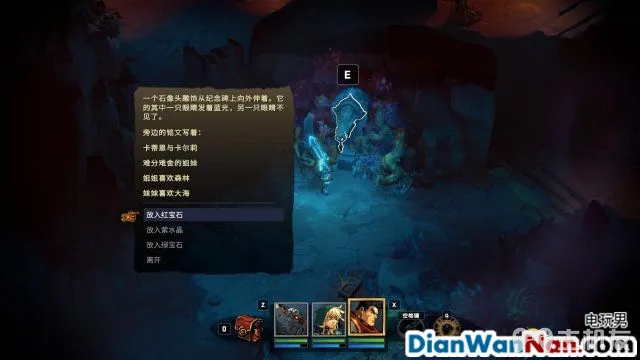 E
一个石像头雕饰从纪念碑上向外伸着。它
的其中一只眼睛发着蓝光，另一只眼睛不
见了。
旁边的铭文写着：
卡蒂恩与卡尔莉
难分难舍的姐妹
姐姐喜欢森林
妹妹喜欢大海
放入红宝石
放入紫水晶
放入绿宝石
离开
Z
X
空格键
Q
0
电玩男
DianWanNan.com